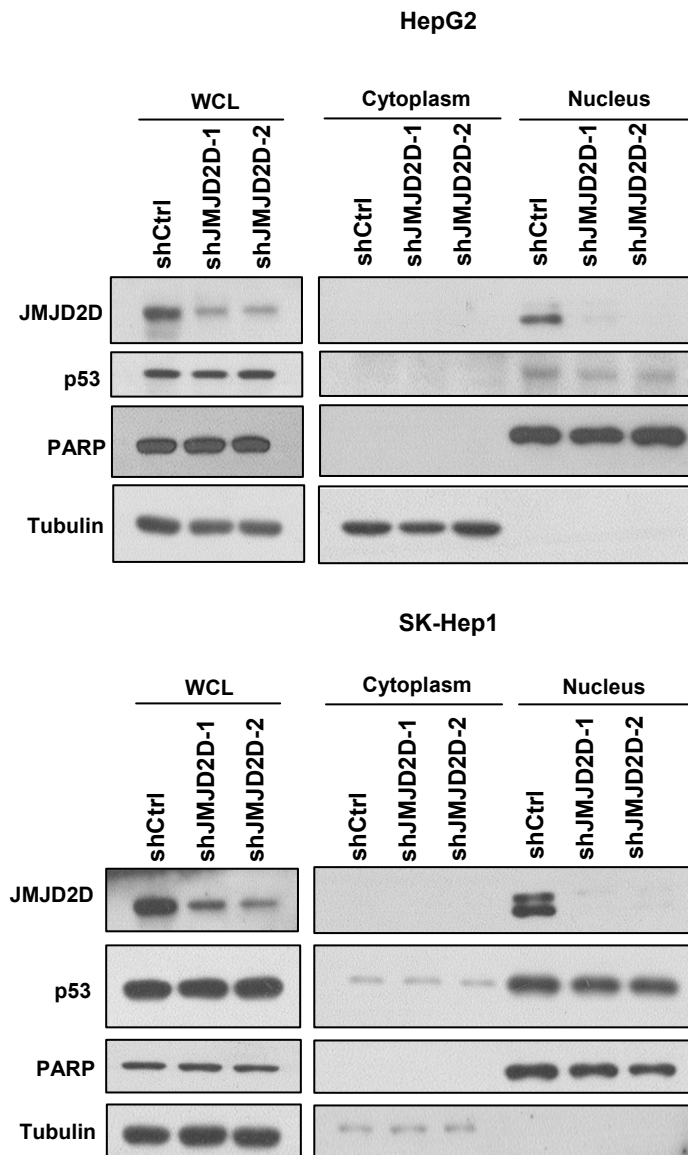 HepG2
WCL Cytoplasm Nucleus
shCtrl shJMJD2D-1 shJMJD2D-2 shCtrl shJMJD2D-1 shJMJD2D-2 shCtrl shJMJD2D-1 shJMJD2D-2
JMJD2D
p53
PARP
Tubulin
SK-Hep1
WCL Cytoplasm Nucleus
shCtrl shJMJD2D-1 shJMJD2D-2 shCtrl shJMJD2D-1 shJMJD2D-2 shCtrl shJMJD2D-1 shJMJD2D-2
JMJD2D
p53
PARP
Tubulin